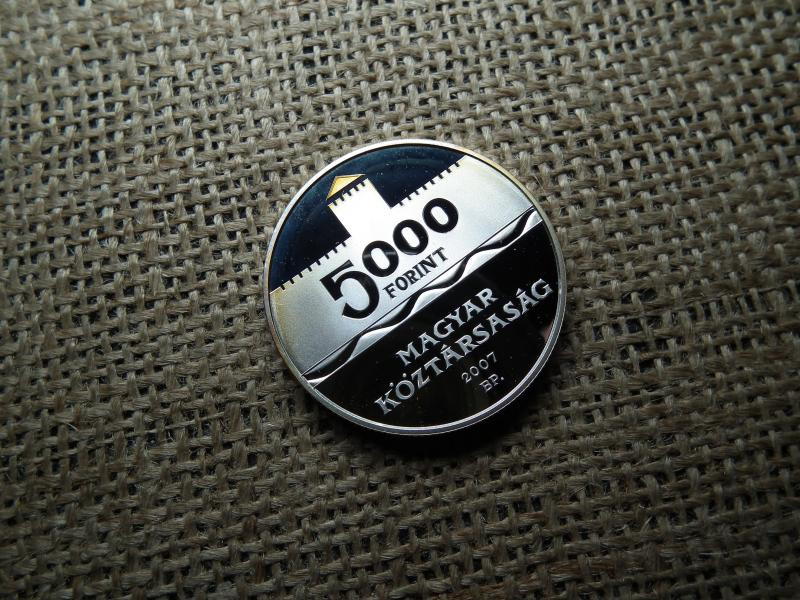 5000
FORINT
MAGYAR
KÖZTÁRSASÁG
2007
BP.